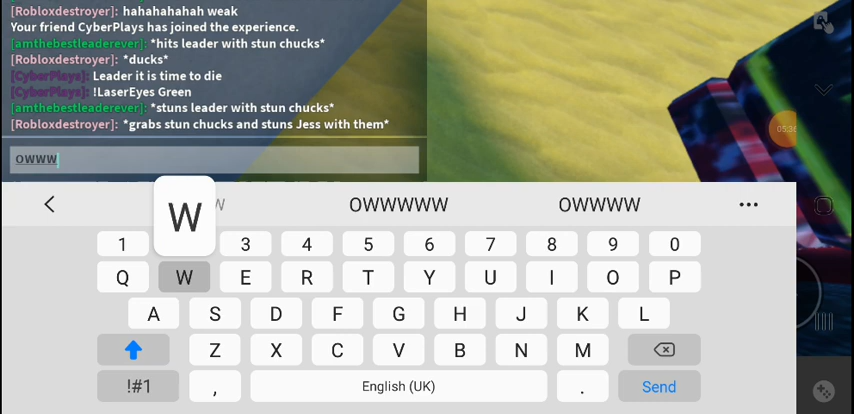 [Robloxdestroyer]: hahahahahah weak
Your friend CyberPlays has joined the experience.
[amthebestleaderever]: *hits leader with stun chucks*
[Robloxdestroyer]: *ducks*
[CyberPlays]: Leader it is time to die
[CyberPlays]: !LaserEyes Green
[amthebestleaderever]: *stuns leader with stun chucks*
[Robloxdestroyer]: *grabs stun chucks and stuns Jess with them*
05:36
OWWW
W OWWWWW OWWWW
W
1 3 4 5 6 7 8 9 0
Q W E R T Y U I O P
A S D F G H J K L
Z X C V B N M
!#1 , English (UK) . Send